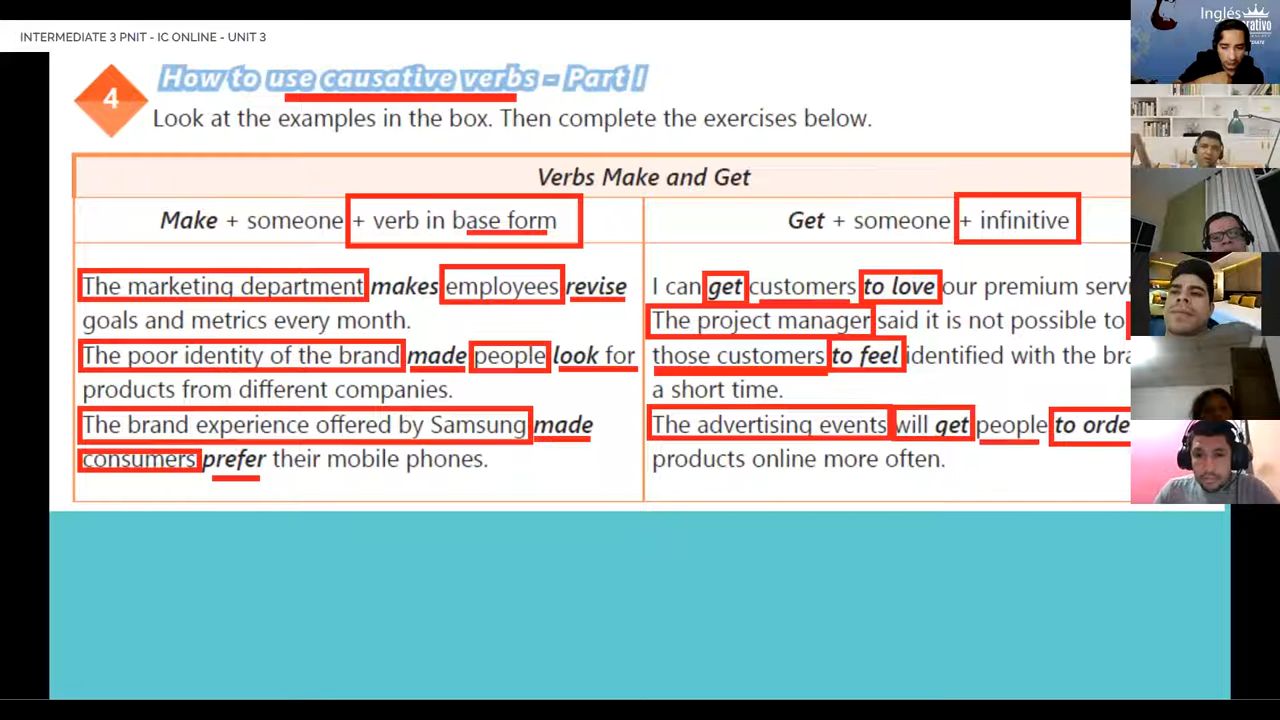 INTERMEDIATE 3 PNIT - IC ONLINE - UNIT 3
Inglés
4
How to use causative verbs - Part I
Look at the examples in the box. Then complete the exercises below.
Verbs Make and Get
Make + someone + verb in base form
Get + someone + infinitive
The marketing department makes employees revise
goals and metrics every month.
The poor identity of the brand made people look for
products from different companies.
The brand experience offered by Samsung made
consumers prefer their mobile phones.
I can get customers to love our premium
The project manager said it is not possible to
those customers to feel identified with the
a short time.
The advertising events will get people to
products online more often.